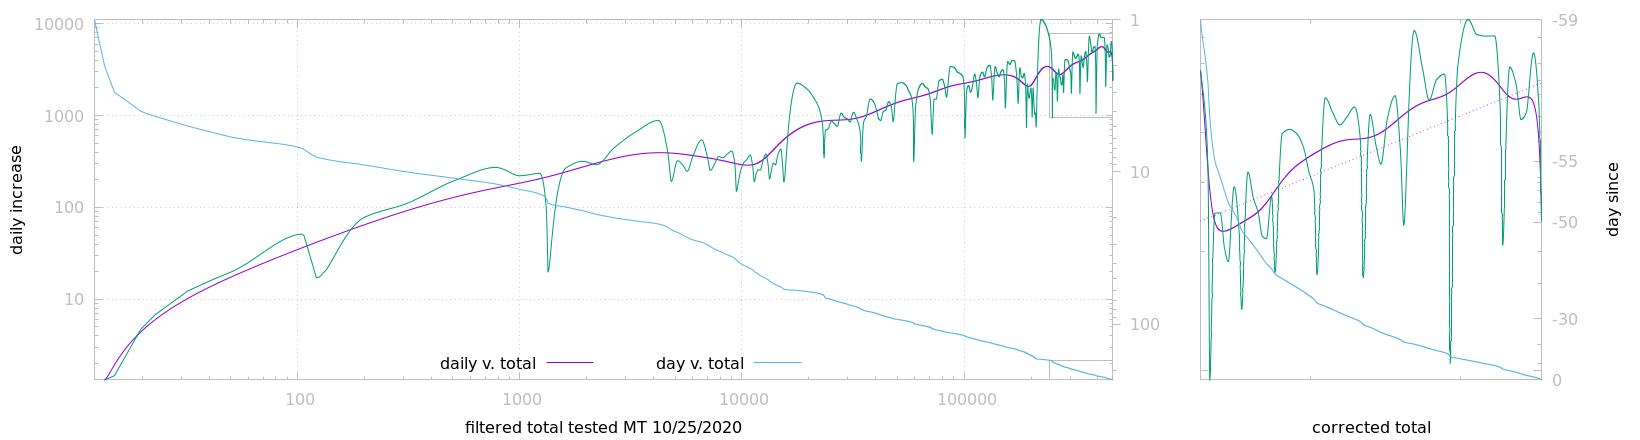 10000
1000
100
10
daily increase
daily v. total
day v. total
100
1000
10000
100000
filtered total tested MT 10/25/2020
1
10
100
-59
-55
-50
-30
0
day since
corrected total